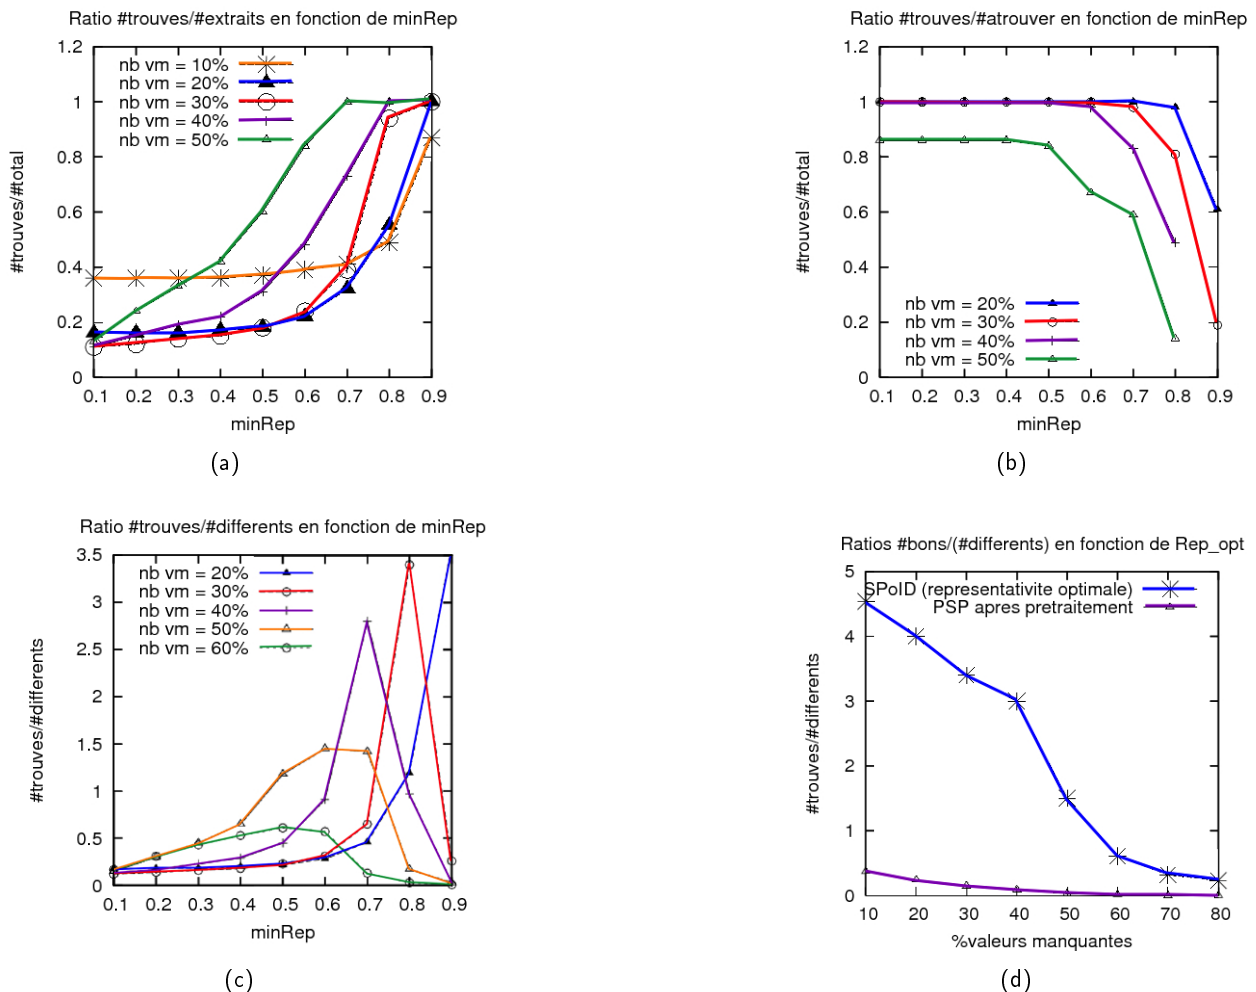 Ratio #trouves/#extraits en fonction de minRep
1.2
1
0.8
0.6
0.4
0.2
0
#trouves/#total
nb vm = 10%
nb vm = 20%
nb vm = 30%
nb vm = 40%
nb vm = 50%
0.1 0.2 0.3 0.4 0.5 0.6 0.7 0.8 0.9
minRep
(a)
Ratio #trouves/#atrouver en fonction de minRep
1.2
1
0.8
0.6
0.4
0.2
0
#trouves/#total
nb vm = 20%
nb vm = 30%
nb vm = 40%
nb vm = 50%
0.1 0.2 0.3 0.4 0.5 0.6 0.7 0.8 0.9
minRep
(b)
Ratio #trouves/#differents en fonction de minRep
3.5
3
2.5
2
1.5
1
0.5
0
#trouves/#differents
nb vm = 20%
nb vm = 30%
nb vm = 40%
nb vm = 50%
nb vm = 60%
0.1 0.2 0.3 0.4 0.5 0.6 0.7 0.8 0.9
minRep
(c)
Ratios #bons/(#differents) en fonction de Rep_opt
5
4
3
2
1
0
#trouves/#differents
SPoID (representativite optimale)
PSP apres pretraitement
10 20 30 40 50 60 70 80
%valeurs manquantes
(d)